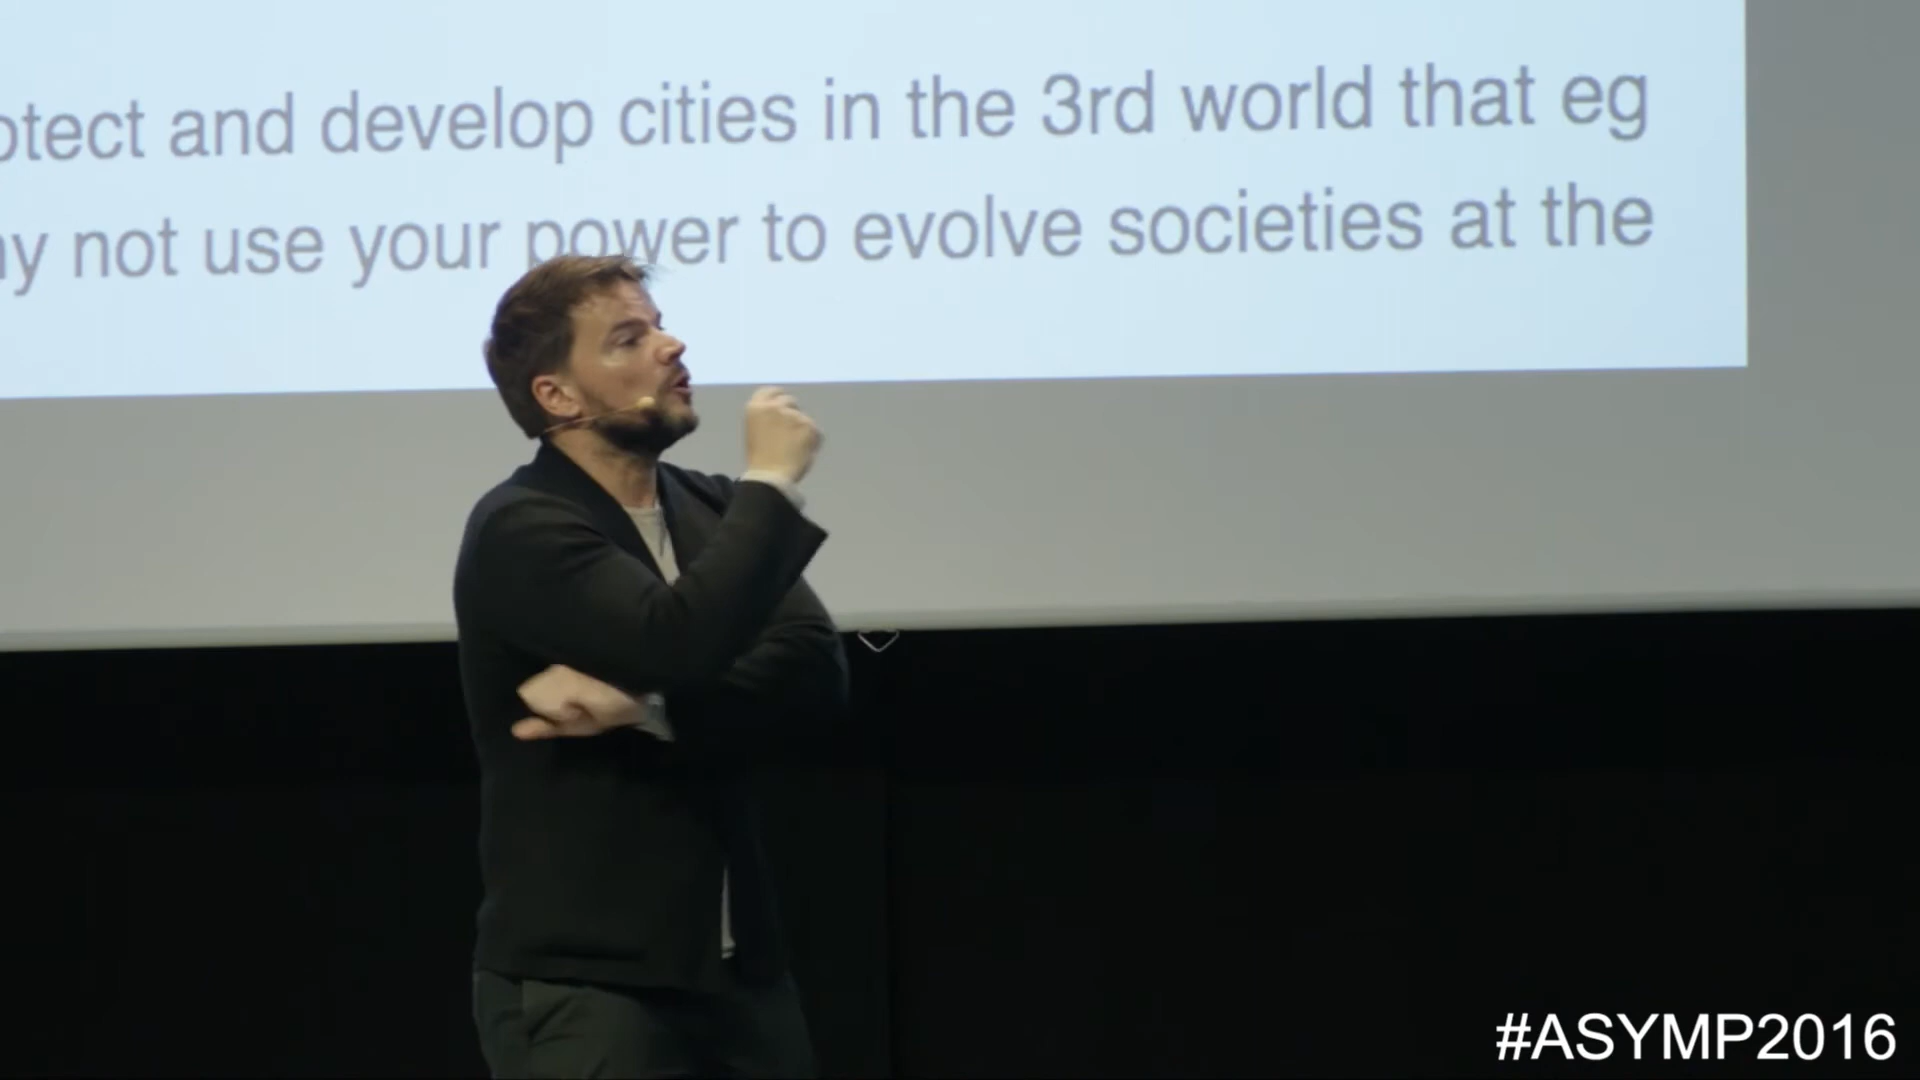 and develop cities in the 3rd world that eg
not use your power to evolve societies at the
#ASYMP2016